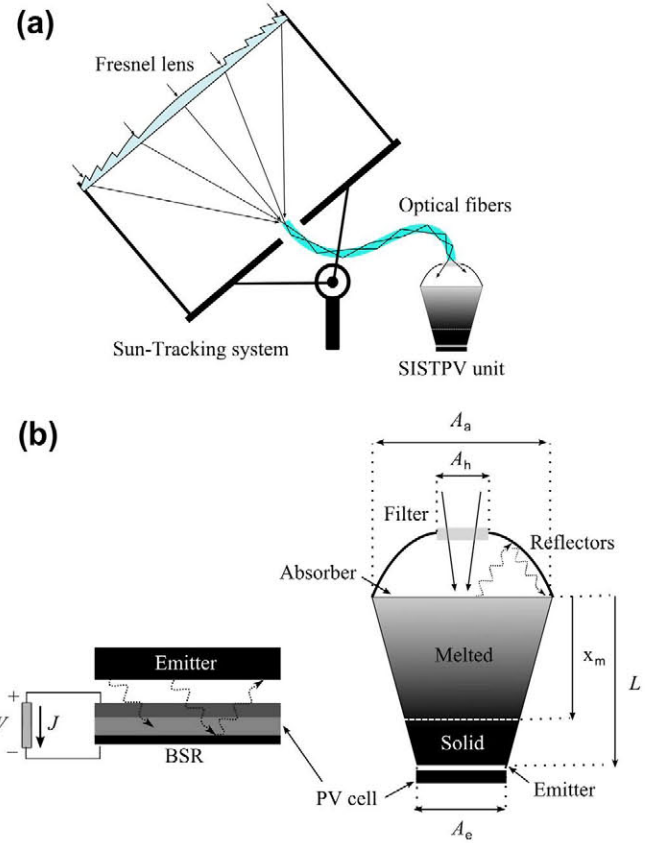 (a)
Fresnel lens
Optical fibers
Sun-Tracking system
SISTPV unit
(b)
Aa
Ah
Filter
Reflectors
Absorber
Emitter
Melted
xm
L
+
J
−
Solid
BSR
PV cell
Emitter
Ae